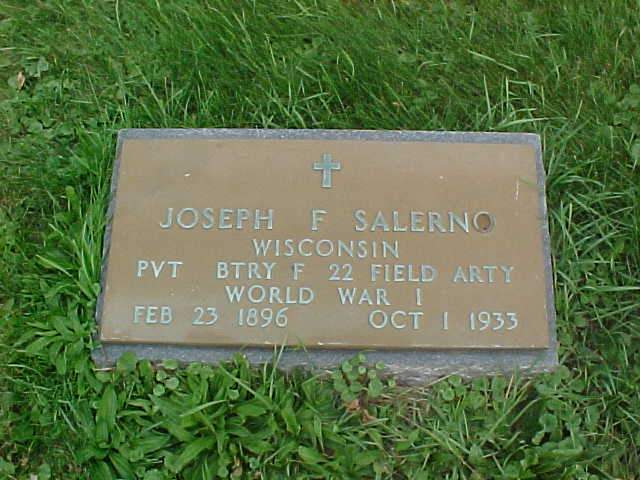 JOSEPH F SALERNO
WISCONSIN
PVT BTRY F 22 FIELD ARTY
WORLD WAR I
FEB 23 1896 OCT 1 1933